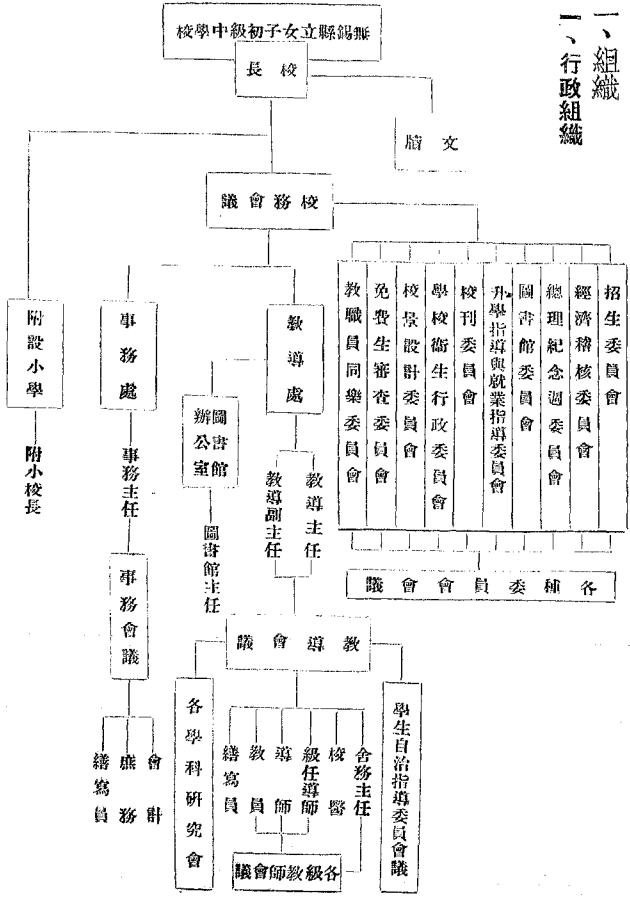 一、組織
一、行政組織
無錫縣立女子初級中學校
校長
文牘
校務會議
招生委員會
經濟稽核委員會
總理紀念週委員會
圖書館委員會
升學指導與就業指導委員會
校刊委員會
學校衛生行政委員會
校景設計委員會
免費生審查委員會
教職員同樂委員會
各種委員會會議
教導處
教導主任
教導副主任
圖書館辦公室
圖書館主任
事務處
事務主任
事務會議
會計
庶務
繕寫員
附設小學
附小校長
教導會議
學生自治指導委員會議
舍務主任
校醫
級任導師
導師
教員
繕寫員
各級教師會議
各學科研究會